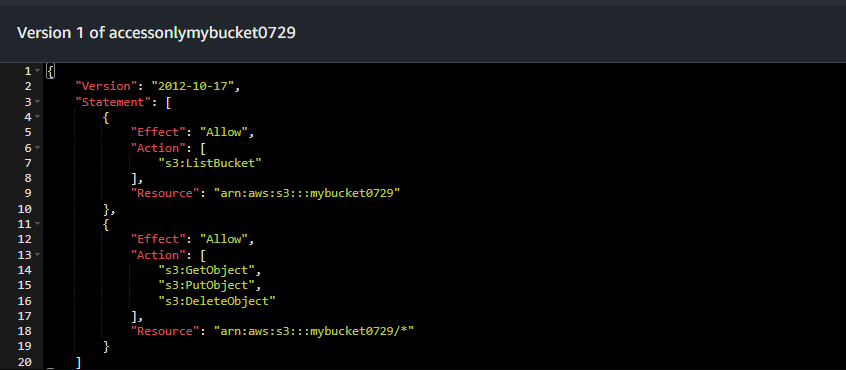 Version 1 of accessonlymybucket0729
1 {
2 "Version": "2012-10-17",
3 "Statement": [
4 {
5 "Effect": "Allow",
6 "Action": [
7 "s3:ListBucket"
8 ],
9 "Resource": "arn:aws:s3:::mybucket0729"
10 },
11 {
12 "Effect": "Allow",
13 "Action": [
14 "s3:GetObject",
15 "s3:PutObject",
16 "s3:DeleteObject"
17 ],
18 "Resource": "arn:aws:s3:::mybucket0729/*"
19 }
20 ]